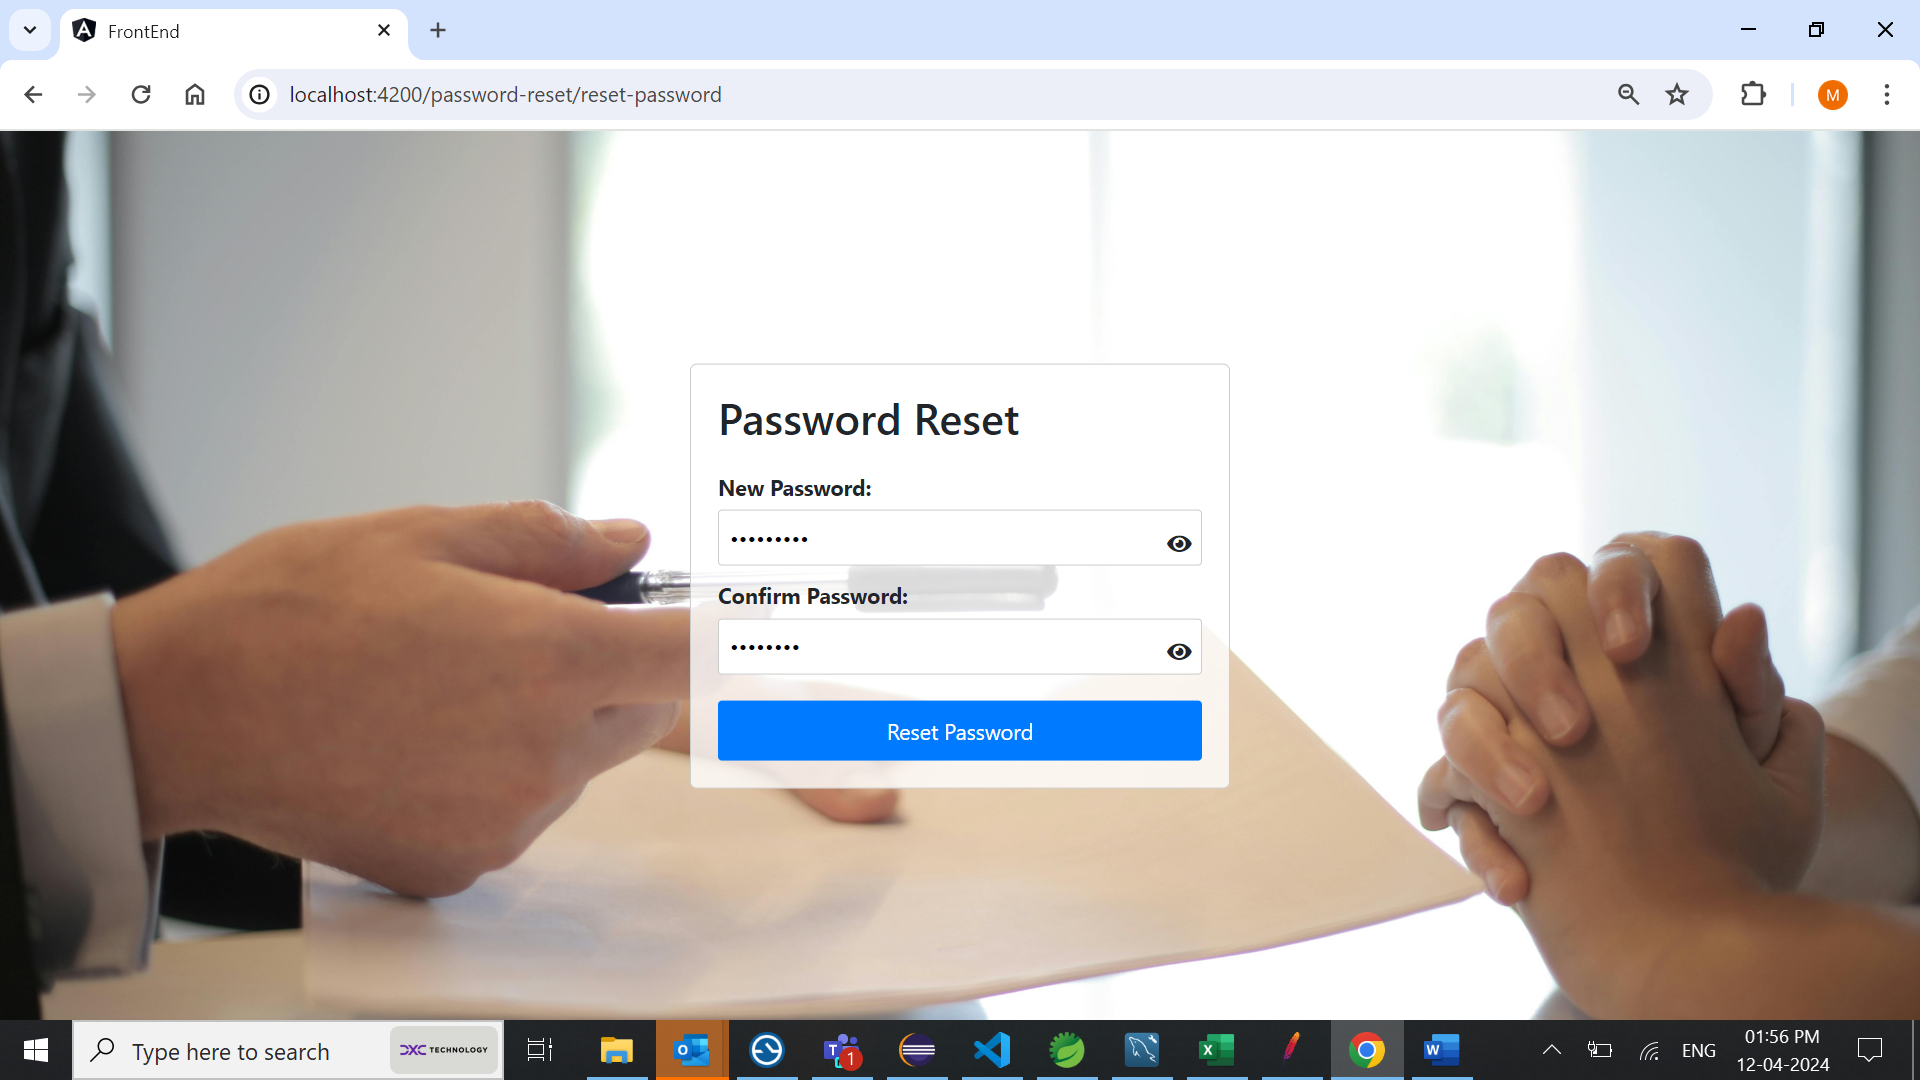 FrontEnd
localhost:4200/password-reset/reset-password
M
Password Reset
New Password:
•••••••••
Confirm Password:
••••••••
Reset Password
Type here to search
DXC TECHNOLOGY
1
ENG
01:56 PM
12-04-2024